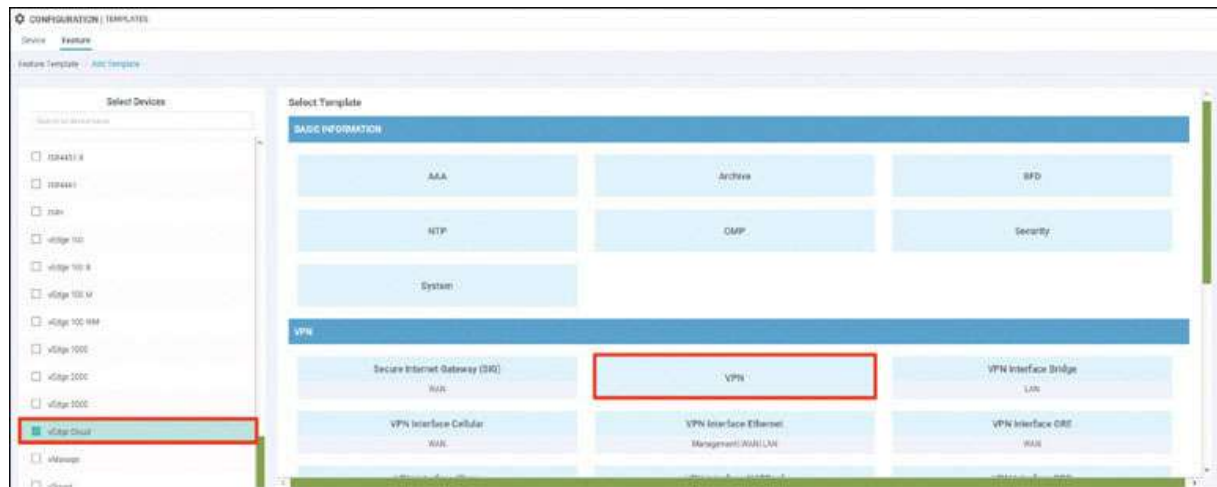 CONFIGURATION | TEMPLATES
Device Feature
Feature Template Add Template
Select Devices
Select Template
BASIC INFORMATION
AAA
Archive
BFD
NTP
OMP
Security
System
VPN
Secure Internet Gateway (SIG)
WAN
VPN
VPN Interface Bridge
LAN
VPN Interface Cellular
WAN
VPN Interface Ethernet
Management | WAN | LAN
VPN Interface GRE
WAN
ISR4451-X
ISR4461
vEdge 100
vEdge 100 B
vEdge 100 M
vEdge 100 WM
vEdge 1000
vEdge 2000
vEdge 5000
vEdge Cloud
vManage